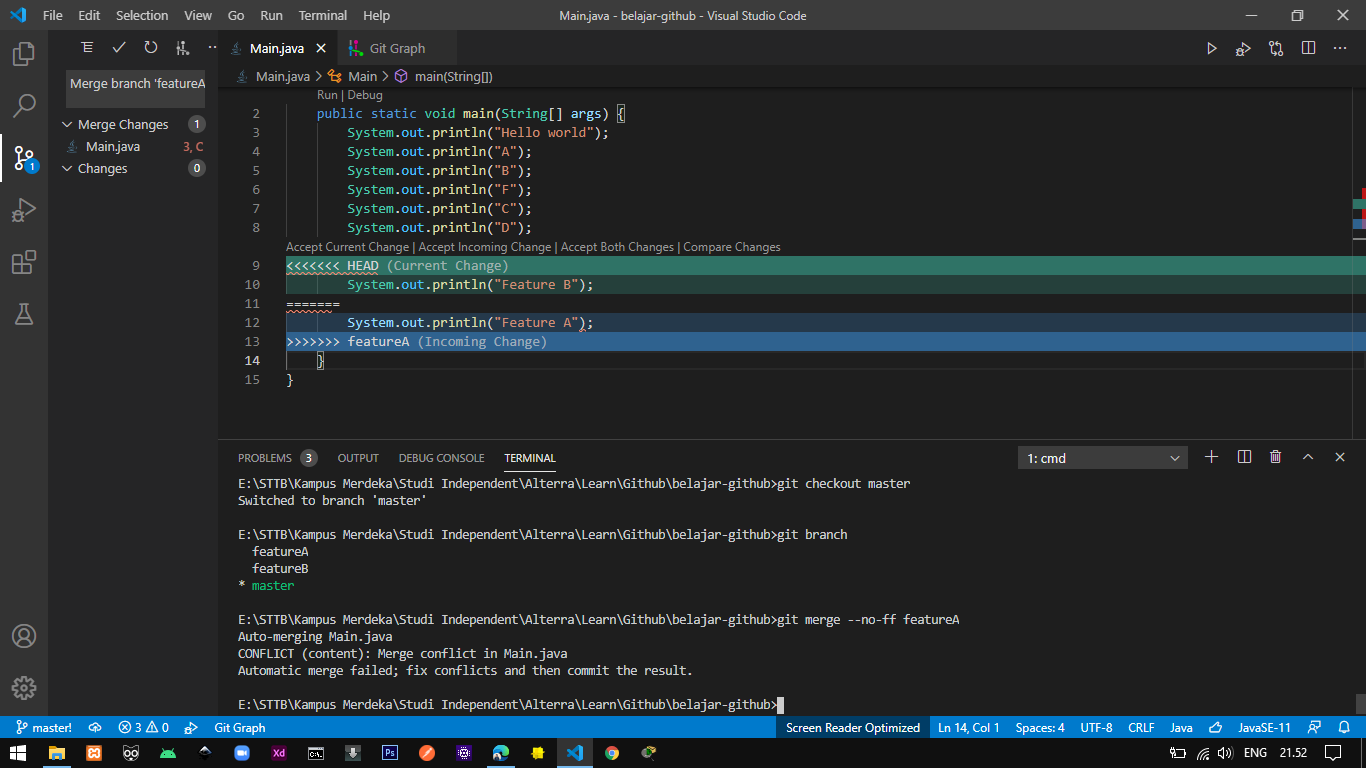 File Edit Selection View Go Run Terminal Help
Main.java - belajar-github - Visual Studio Code
Main.java
Git Graph
Main.java > Main > main(String[])
Merge branch 'featureA
Merge Changes 1
Main.java 3, C
Changes 0
1
Run | Debug
2 public static void main(String[] args) {
3 System.out.println("Hello world");
4 System.out.println("A");
5 System.out.println("B");
6 System.out.println("F");
7 System.out.println("C");
8 System.out.println("D");
Accept Current Change | Accept Incoming Change | Accept Both Changes | Compare Changes
9 <<<<<<< HEAD (Current Change)
10 System.out.println("Feature B");
11 =======
12 System.out.println("Feature A");
13 >>>>>>> featureA (Incoming Change)
14 }
15 }
PROBLEMS 3 OUTPUT DEBUG CONSOLE TERMINAL
1: cmd
E:\STTB\Kampus Merdeka\Studi Independent\Alterra\Learn\Github\belajar-github>git checkout master
Switched to branch 'master'
E:\STTB\Kampus Merdeka\Studi Independent\Alterra\Learn\Github\belajar-github>git branch
featureA
featureB
* master
E:\STTB\Kampus Merdeka\Studi Independent\Alterra\Learn\Github\belajar-github>git merge --no-ff featureA
Auto-merging Main.java
CONFLICT (content): Merge conflict in Main.java
Automatic merge failed; fix conflicts and then commit the result.
E:\STTB\Kampus Merdeka\Studi Independent\Alterra\Learn\Github\belajar-github>
master! 3 0 Git Graph Screen Reader Optimized Ln 14, Col 1 Spaces: 4 UTF-8 CRLF Java JavaSE-11
Xd Ps ENG 21.52